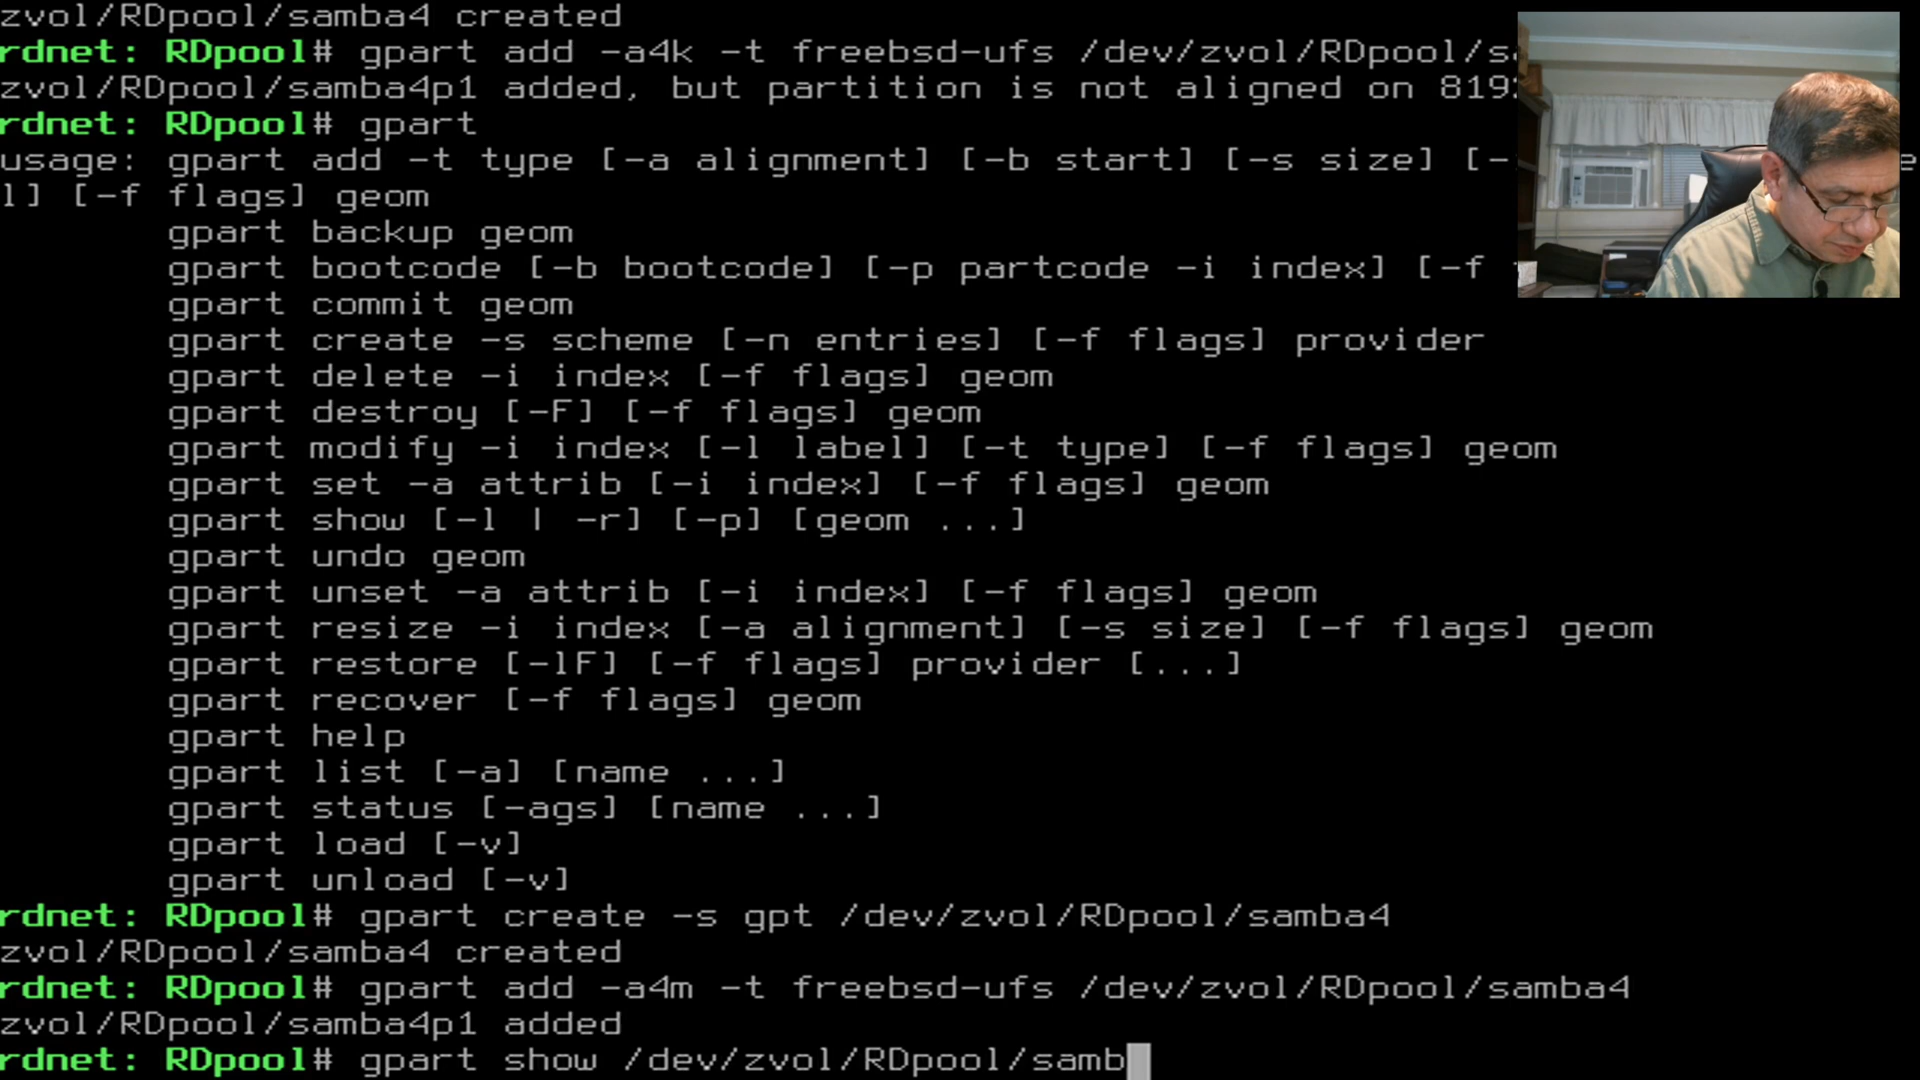 zvol/RDpool/samba4 created
rdnet: RDpool# gpart add -a4k -t freebsd-ufs /dev/zvol/RDpool/s
zvol/RDpool/samba4p1 added, but partition is not aligned on 819
rdnet: RDpool# gpart
usage: gpart add -t type [-a alignment] [-b start] [-s size] [- e
l] [-f flags] geom
gpart backup geom
gpart bootcode [-b bootcode] [-p partcode -i index] [-f
gpart commit geom
gpart create -s scheme [-n entries] [-f flags] provider
gpart delete -i index [-f flags] geom
gpart destroy [-F] [-f flags] geom
gpart modify -i index [-l label] [-t type] [-f flags] geom
gpart set -a attrib [-i index] [-f flags] geom
gpart show [-l | -r] [-p] [geom ...]
gpart undo geom
gpart unset -a attrib [-i index] [-f flags] geom
gpart resize -i index [-a alignment] [-s size] [-f flags] geom
gpart restore [-lF] [-f flags] provider [...]
gpart recover [-f flags] geom
gpart help
gpart list [-a] [name ...]
gpart status [-ags] [name ...]
gpart load [-v]
gpart unload [-v]
rdnet: RDpool# gpart create -s gpt /dev/zvol/RDpool/samba4
zvol/RDpool/samba4 created
rdnet: RDpool# gpart add -a4m -t freebsd-ufs /dev/zvol/RDpool/samba4
zvol/RDpool/samba4p1 added
rdnet: RDpool# gpart show /dev/zvol/RDpool/samb